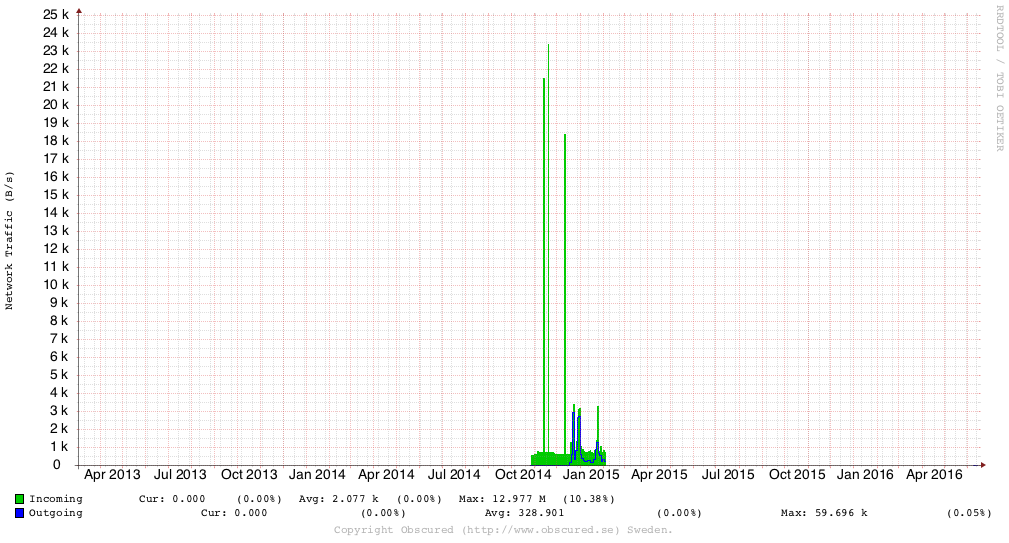 RRDTOOL / TOBI OETIKER
Network Traffic (B/s)
25 k
24 k
23 k
22 k
21 k
20 k
19 k
18 k
17 k
16 k
15 k
14 k
13 k
12 k
11 k
10 k
9 k
8 k
7 k
6 k
5 k
4 k
3 k
2 k
1 k
0
Apr 2013 Jul 2013 Oct 2013 Jan 2014 Apr 2014 Jul 2014 Oct 2014 Jan 2015 Apr 2015 Jul 2015 Oct 2015 Jan 2016 Apr 2016
Incoming Cur: 0.000 (0.00%) Avg: 2.077 k (0.00%) Max: 12.977 M (10.38%)
Outgoing Cur: 0.000 (0.00%) Avg: 328.901 (0.00%) Max: 59.696 k (0.05%)
Copyright Obscured (http://www.obscured.se) Sweden.